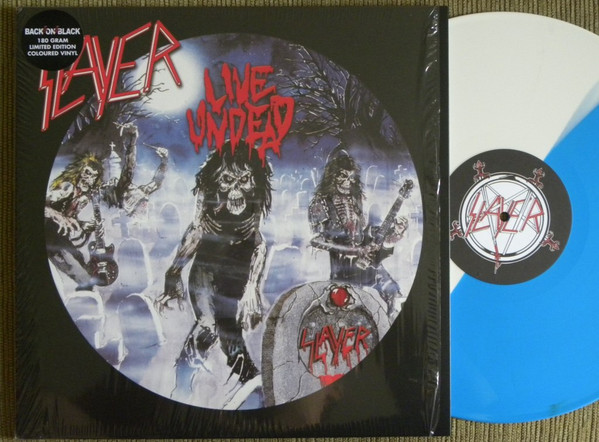 BACK ON BLACK
180 GRAM
LIMITED EDITION
COLOURED VINYL
SLAYER
LIVE
UNDEAD
SLAYER
SLAYER